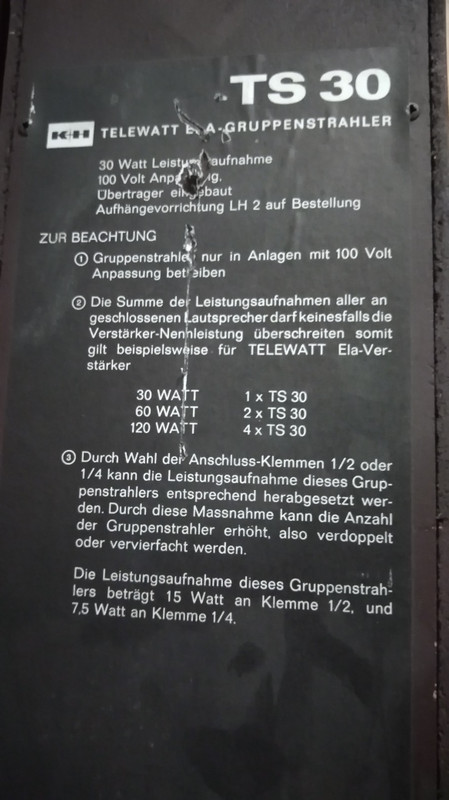 TS 30
K+H TELEWATT ELA-GRUPPENSTRAHLER
30 Watt Leistungsaufnahme
100 Volt Anpassung,
Übertrager eingebaut
Aufhängevorrichtung LH 2 auf Bestellung
ZUR BEACHTUNG
① Gruppenstrahler nur in Anlagen mit 100 Volt
Anpassung betreiben
② Die Summe der Leistungsaufnahmen aller an
geschlossenen Lautsprecher darf keinesfalls die
Verstärker-Nennleistung überschreiten somit
gilt beispielsweise für TELEWATT Ela-Ver-
stärker
30 WATT 1 x TS 30
60 WATT 2 x TS 30
120 WATT 4 x TS 30
③ Durch Wahl der Anschluss-Klemmen 1/2 oder
1/4 kann die Leistungsaufnahme dieses Grup-
penstrahlers entsprechend herabgesetzt wer-
den. Durch diese Massnahme kann die Anzahl
der Gruppenstrahler erhöht, also verdoppelt
oder vervierfacht werden.
Die Leistungsaufnahme dieses Gruppenstrah-
lers beträgt 15 Watt an Klemme 1/2, und
7,5 Watt an Klemme 1/4.